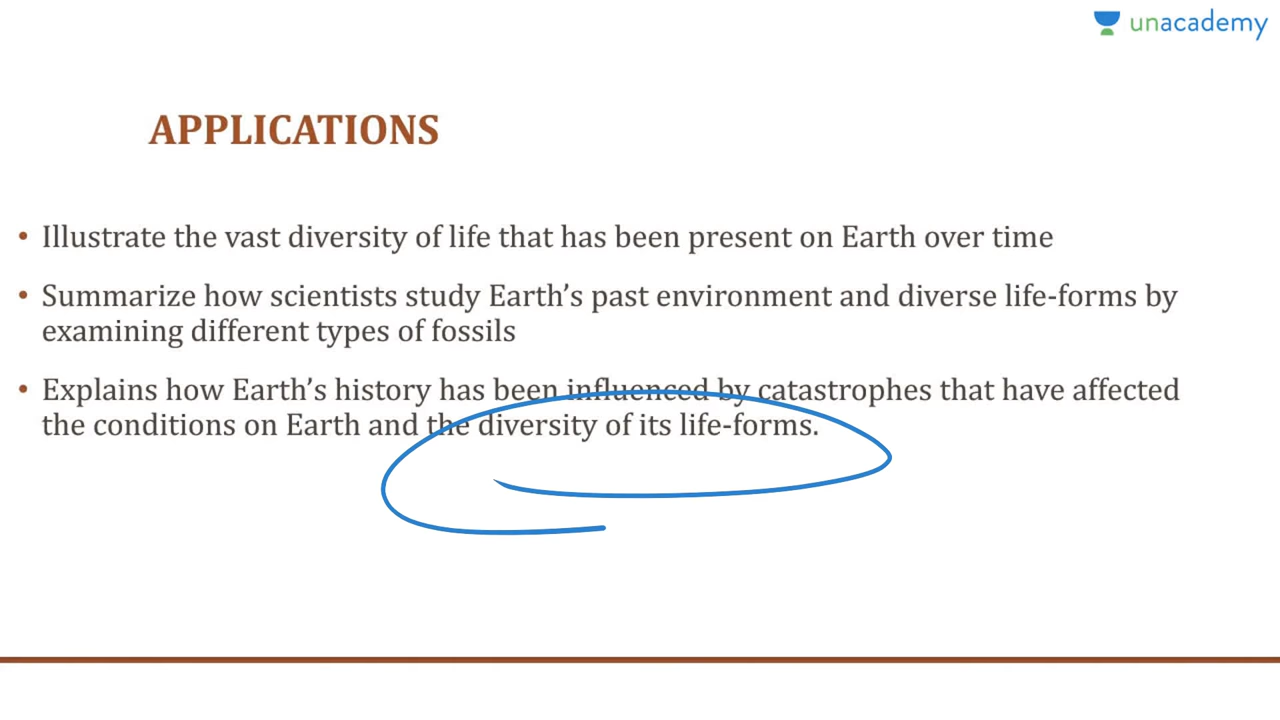 unacademy
APPLICATIONS
• Illustrate the vast diversity of life that has been present on Earth over time
• Summarize how scientists study Earth’s past environment and diverse life-forms by
examining different types of fossils
• Explains how Earth’s history has been influenced by catastrophes that have affected
the conditions on Earth and the diversity of its life-forms.